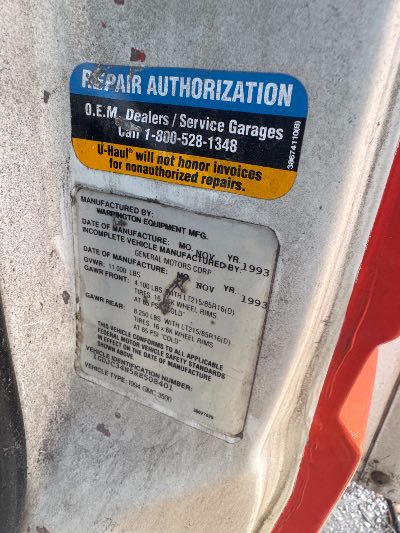 REPAIR AUTHORIZATION
O.E.M. Dealers / Service Garages
Call 1-800-528-1348
U-Haul® will not honor invoices
for nonauthorized repairs.
39674110(B)
MANUFACTURED BY:
WARRINGTON EQUIPMENT MFG.
DATE OF MANUFACTURE: MO. NOV YR. 1993
INCOMPLETE VEHICLE MANUFACTURED BY:
GENERAL MOTORS CORP
DATE OF MANUFACTURE: MO. NOV YR. 1993
GVWR: 11,000 LBS
GAWR FRONT: 4,100 LBS WITH LT215/85R16(D)
TIRES 16 x 6K WHEEL RIMS
AT 65 PSI "COLD"
GAWR REAR: 8,250 LBS WITH LT215/85R16(D)
TIRES 16 x 6K WHEEL RIMS
AT 65 PSI "COLD"
THIS VEHICLE CONFORMS TO ALL APPLICABLE
FEDERAL MOTOR VEHICLE SAFETY STANDARDS
IN EFFECT ON THE DATE OF MANUFACTURE
SHOWN ABOVE
VEHICLE IDENTIFICATION NUMBER:
VEHICLE TYPE: 1994 GMC 3500